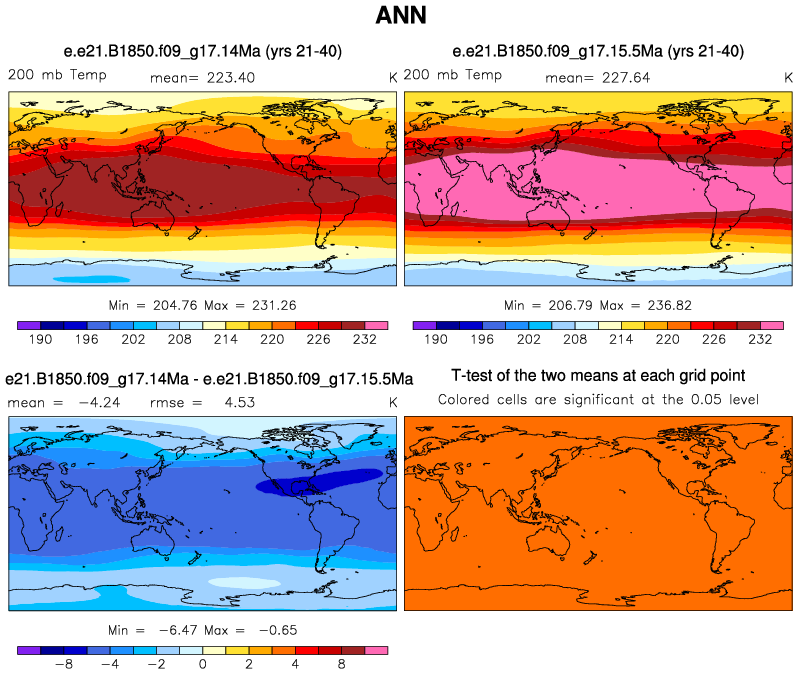 ANN
e.e21.B1850.f09_g17.14Ma (yrs 21-40)
200 mb Temp mean= 223.40 K
Min = 204.76 Max = 231.26
190 196 202 208 214 220 226 232
e.e21.B1850.f09_g17.15.5Ma (yrs 21-40)
200 mb Temp mean= 227.64 K
Min = 206.79 Max = 236.82
190 196 202 208 214 220 226 232
e21.B1850.f09_g17.14Ma - e.e21.B1850.f09_g17.15.5Ma
mean = -4.24 rmse = 4.53 K
Min = -6.47 Max = -0.65
-8 -4 -2 0 2 4 8
T-test of the two means at each grid point
Colored cells are significant at the 0.05 level